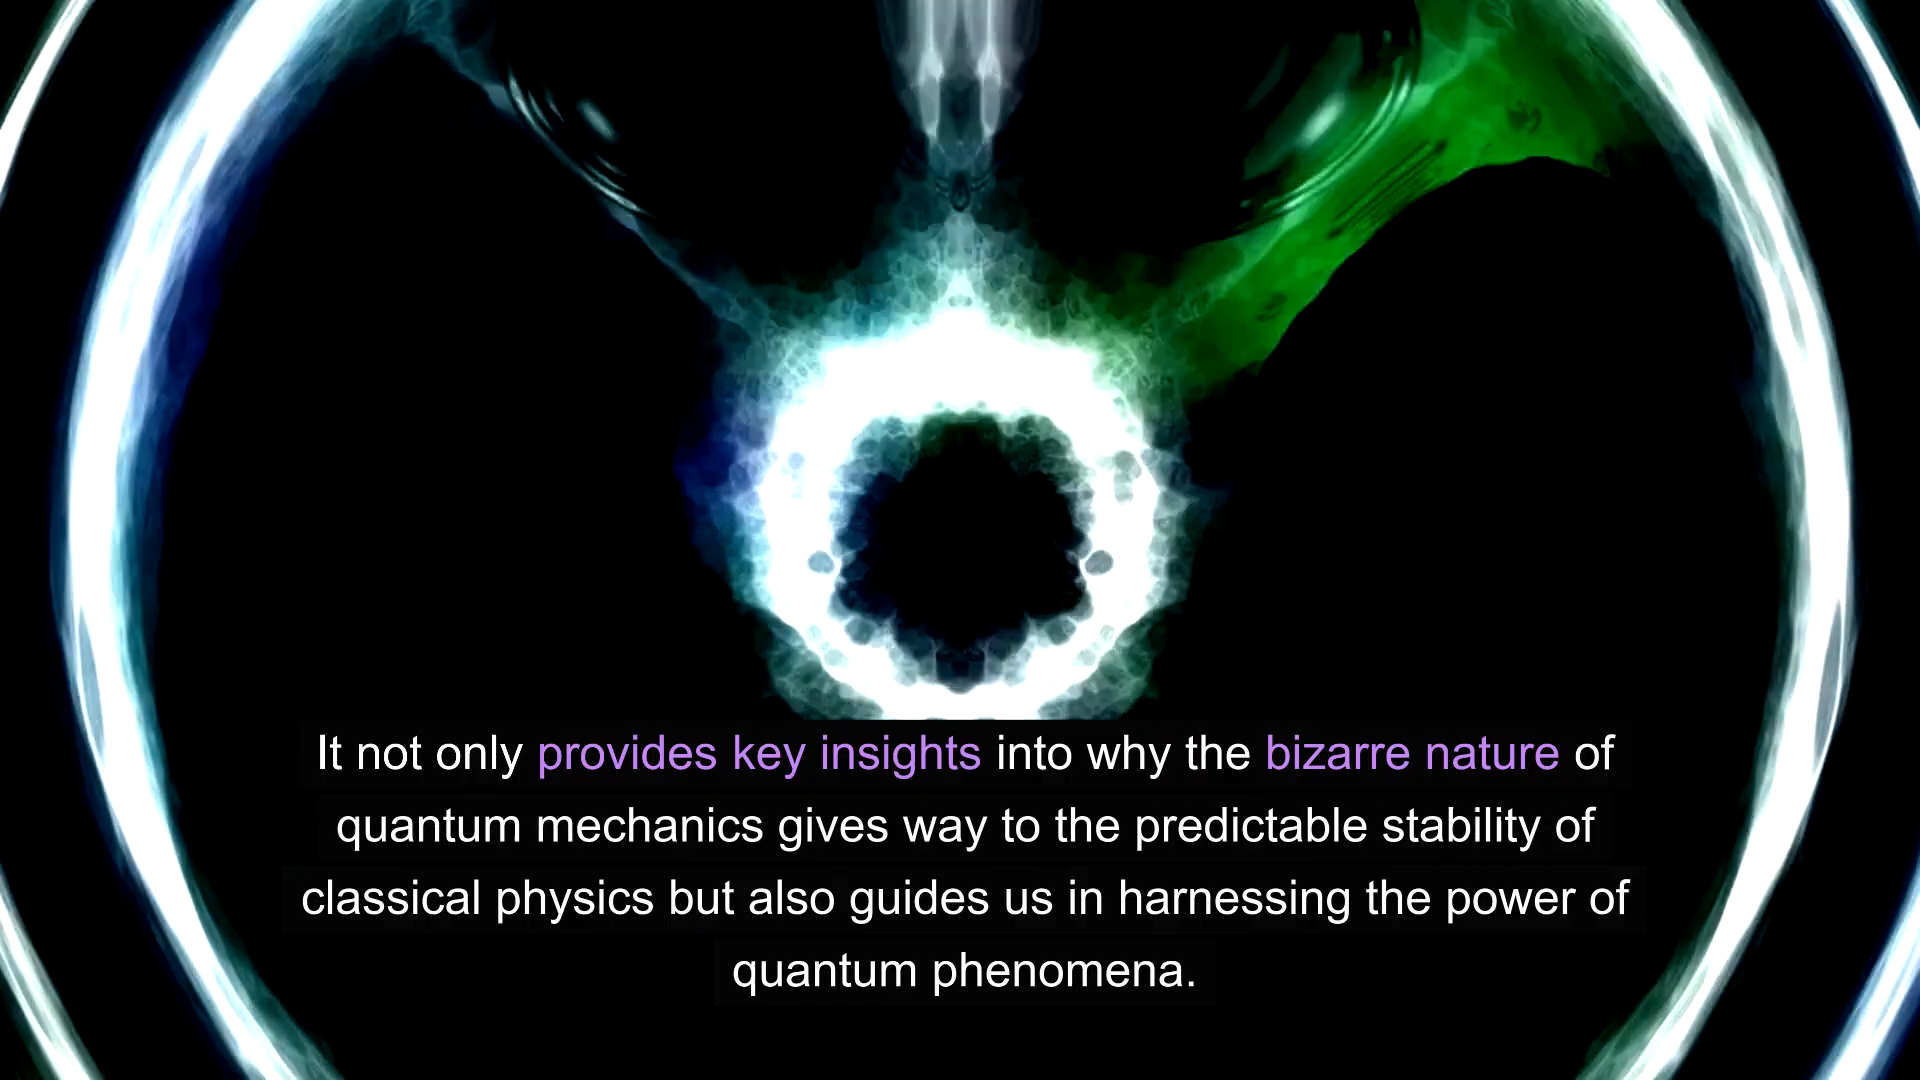 It not only provides key insights into why the bizarre nature of
quantum mechanics gives way to the predictable stability of
classical physics but also guides us in harnessing the power of
quantum phenomena.